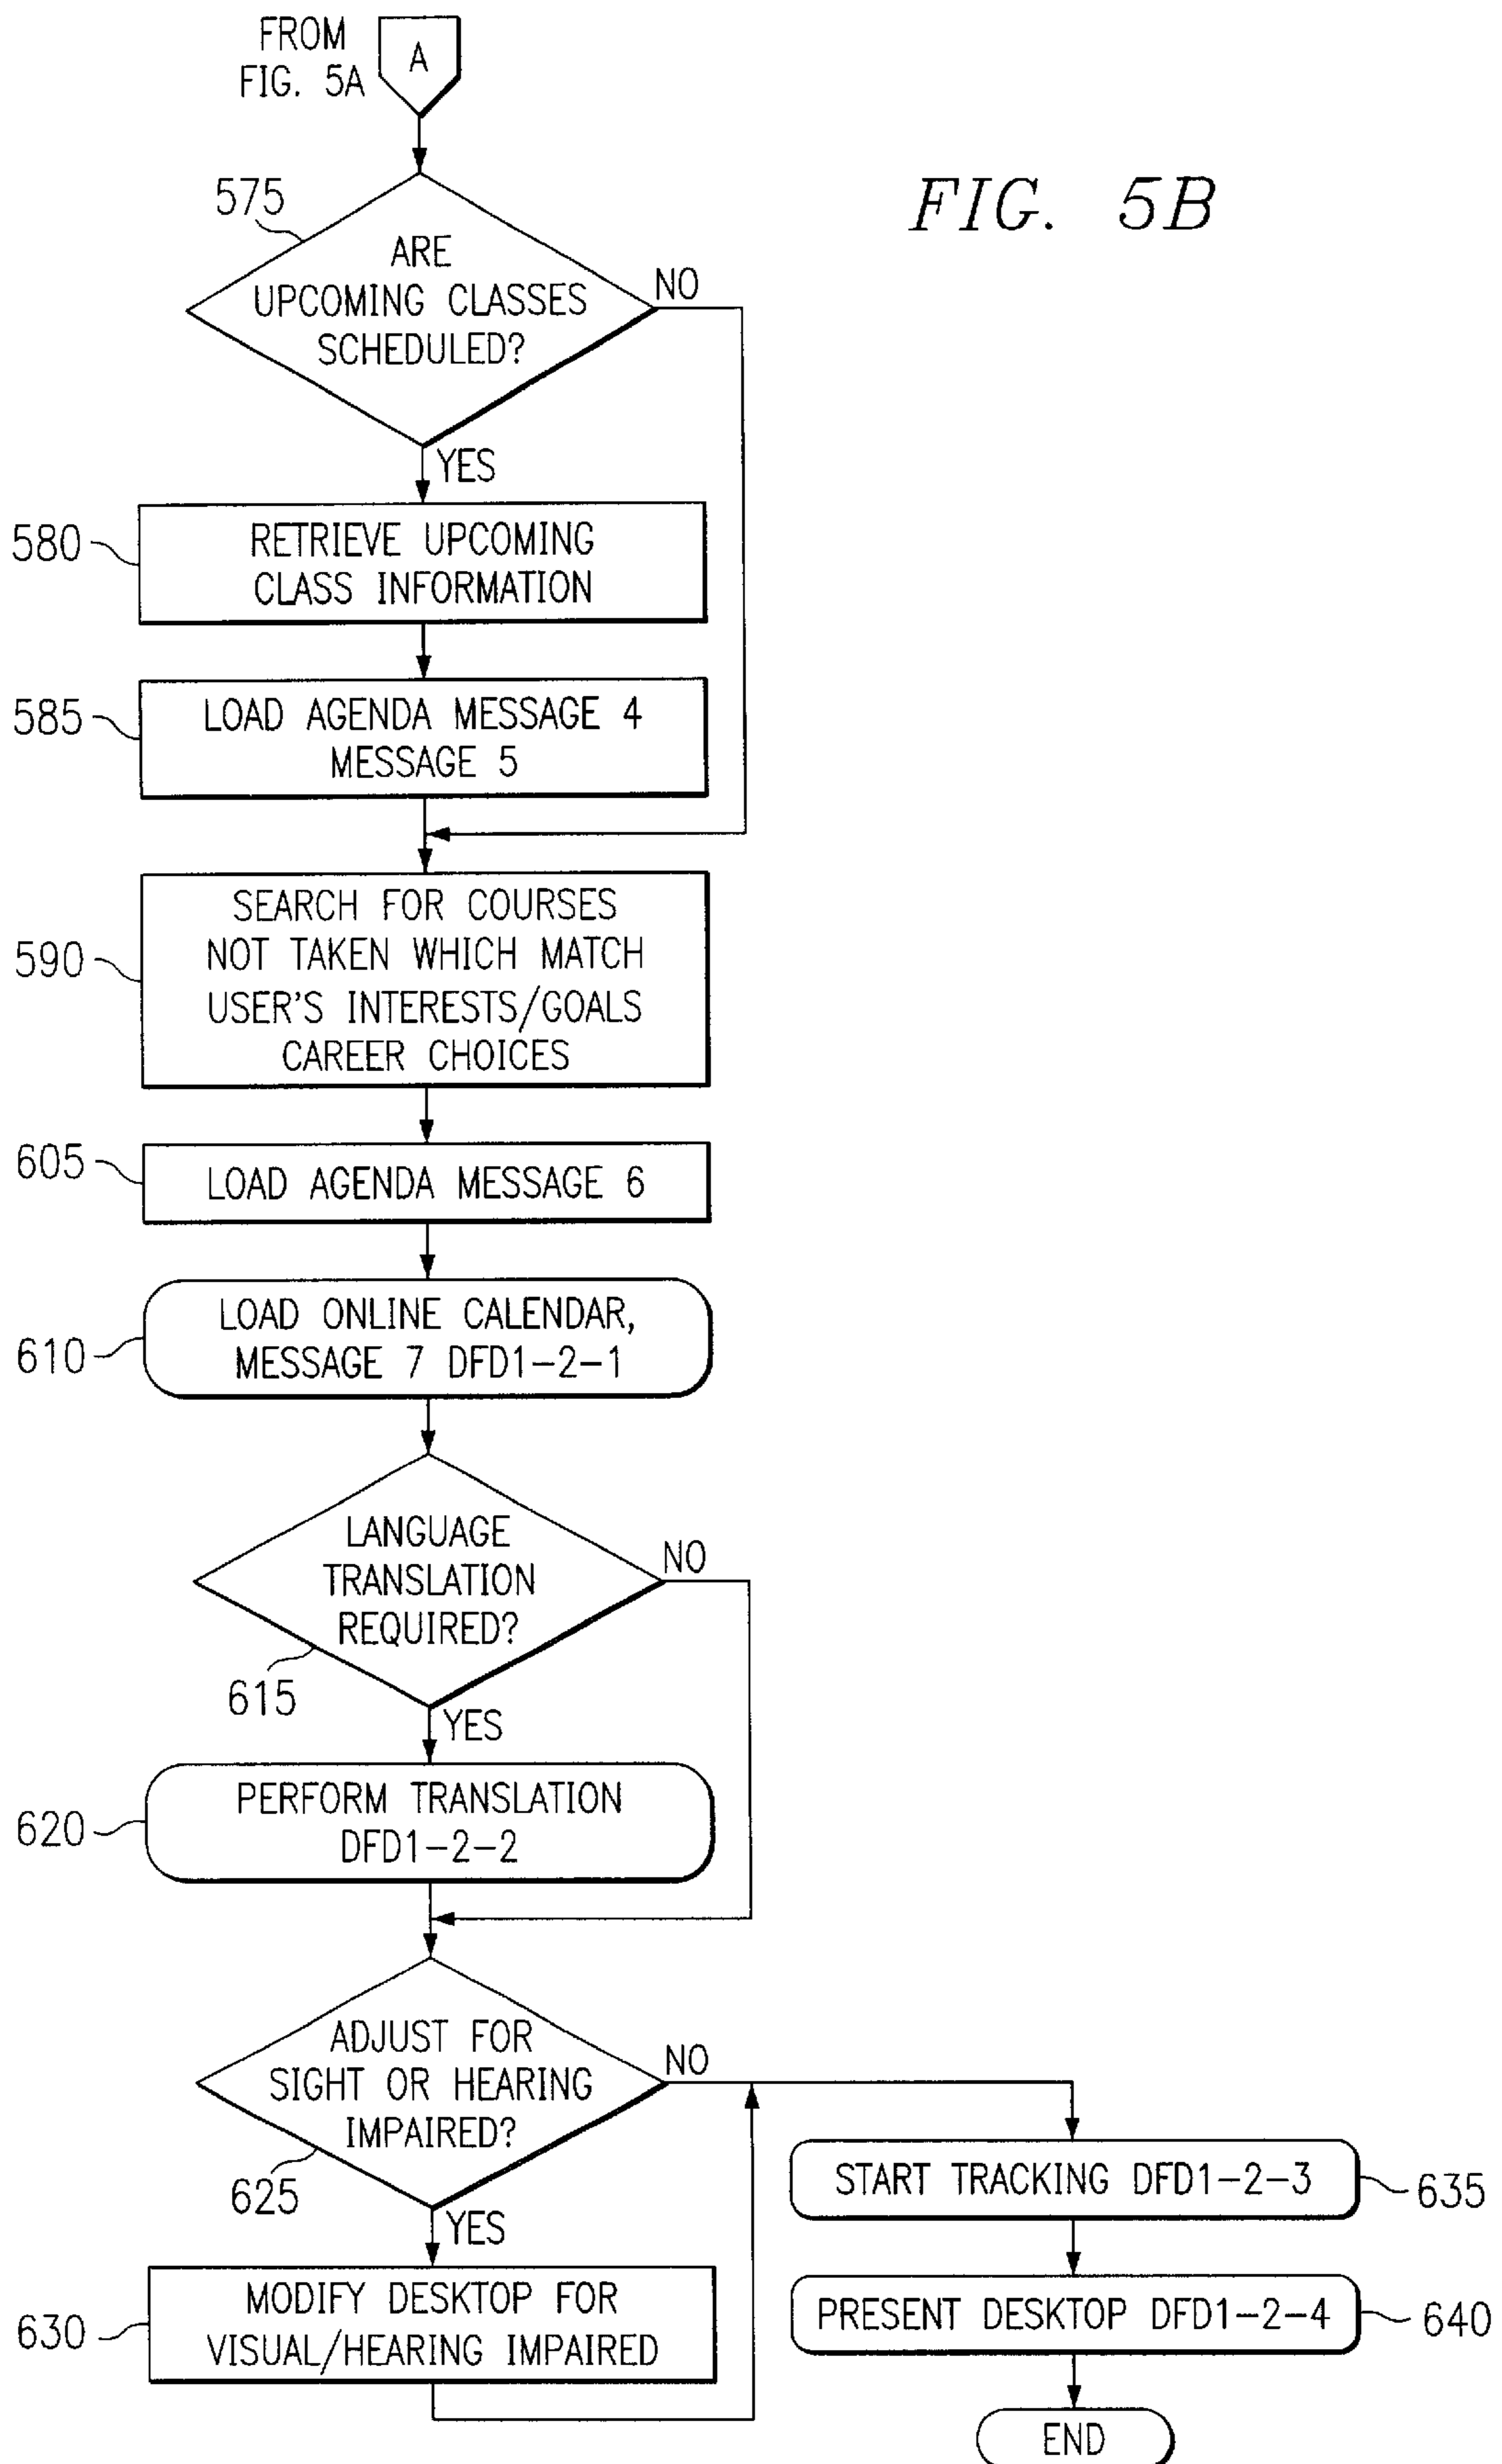 FROM
FIG. 5A
A
FIG. 5B
575
ARE
UPCOMING CLASSES
SCHEDULED?
NO
YES
580
RETRIEVE UPCOMING
CLASS INFORMATION
585
LOAD AGENDA MESSAGE 4
MESSAGE 5
590
SEARCH FOR COURSES
NOT TAKEN WHICH MATCH
USER'S INTERESTS/GOALS
CAREER CHOICES
605
LOAD AGENDA MESSAGE 6
610
LOAD ONLINE CALENDAR,
MESSAGE 7 DFD1-2-1
LANGUAGE
TRANSLATION
REQUIRED?
NO
615
YES
620
PERFORM TRANSLATION
DFD1-2-2
ADJUST FOR
SIGHT OR HEARING
IMPAIRED?
NO
625
YES
630
MODIFY DESKTOP FOR
VISUAL/HEARING IMPAIRED
START TRACKING DFD1-2-3
635
PRESENT DESKTOP DFD1-2-4
640
END